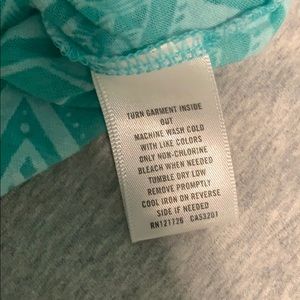 TURN GARMENT INSIDE
OUT
MACHINE WASH COLD
WITH LIKE COLORS
ONLY NON-CHLORINE
BLEACH WHEN NEEDED
TUMBLE DRY LOW
REMOVE PROMPTLY
COOL IRON ON REVERSE
SIDE IF NEEDED
RN121726 CA53201